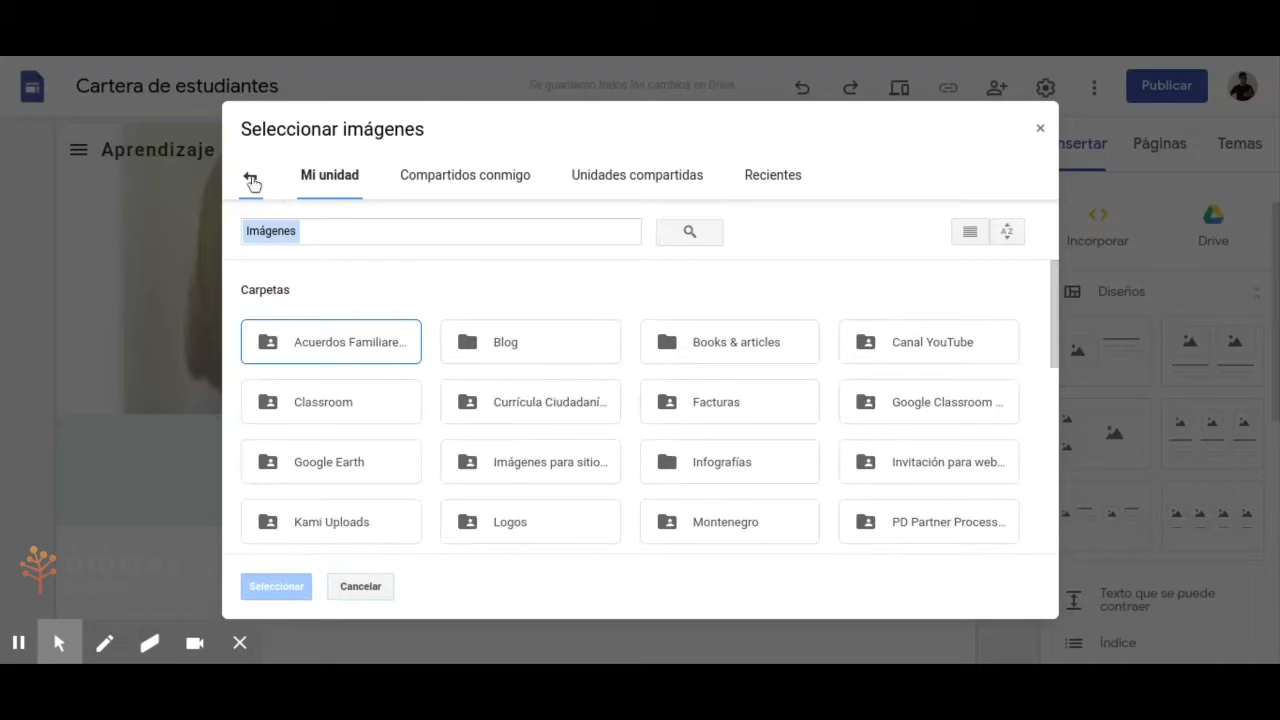 Cartera de estudiantes
Se guardaron todos los cambios en Drive
Publicar
Seleccionar imágenes
Insertar
Páginas
Temas
Aprendizaje
Mi unidad
Compartidos conmigo
Unidades compartidas
Recientes
Imágenes
Incorporar
Drive
Carpetas
Diseños
Acuerdos Familiare...
Blog
Books & articles
Canal YouTube
Classroom
Currícula Ciudadaní...
Facturas
Google Classroom ...
Google Earth
Imágenes para sitio...
Infografías
Invitación para web...
Kami Uploads
Logos
Montenegro
PD Partner Process...
Seleccionar
Cancelar
Texto que se puede
contraer
Índice